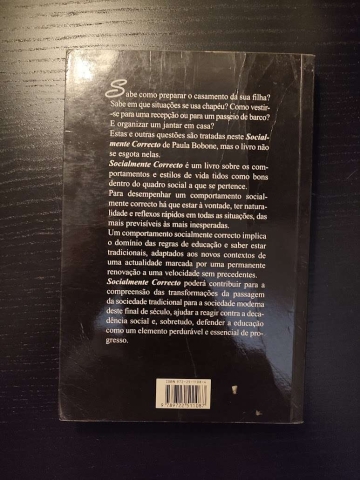 Sabe como preparar o casamento da sua filha?
Sabe em que situações se usa chapéu? Como vestir-
-se para uma recepção ou para um passeio de barco?
E organizar um jantar em casa?
Estas e outras questões são tratadas neste Social-
mente Correcto de Paula Bobone, mas o livro não
se esgota nelas.
Socialmente Correcto é um livro sobre os com-
portamentos e estilos de vida tidos como bons
dentro do quadro social a que se pertence.
Para desempenhar um comportamento social-
mente correcto há que estar à vontade, ter natura-
lidade e reflexos rápidos em todas as situações, das
mais previsíveis às mais inesperadas.
Um comportamento socialmente correcto implica
o domínio das regras de educação e saber estar
tradicionais, adaptados aos novos contextos de
uma actualidade marcada por uma permanente
renovação a uma velocidade sem precedentes.
Socialmente Correcto poderá contribuir para a
compreensão das transformações da passagem
da sociedade tradicional para a sociedade moderna
deste final de século, ajudar a reagir contra a deca-
dência social e, sobretudo, defender a educação
como um elemento perdurável e essencial de pro-
gresso.